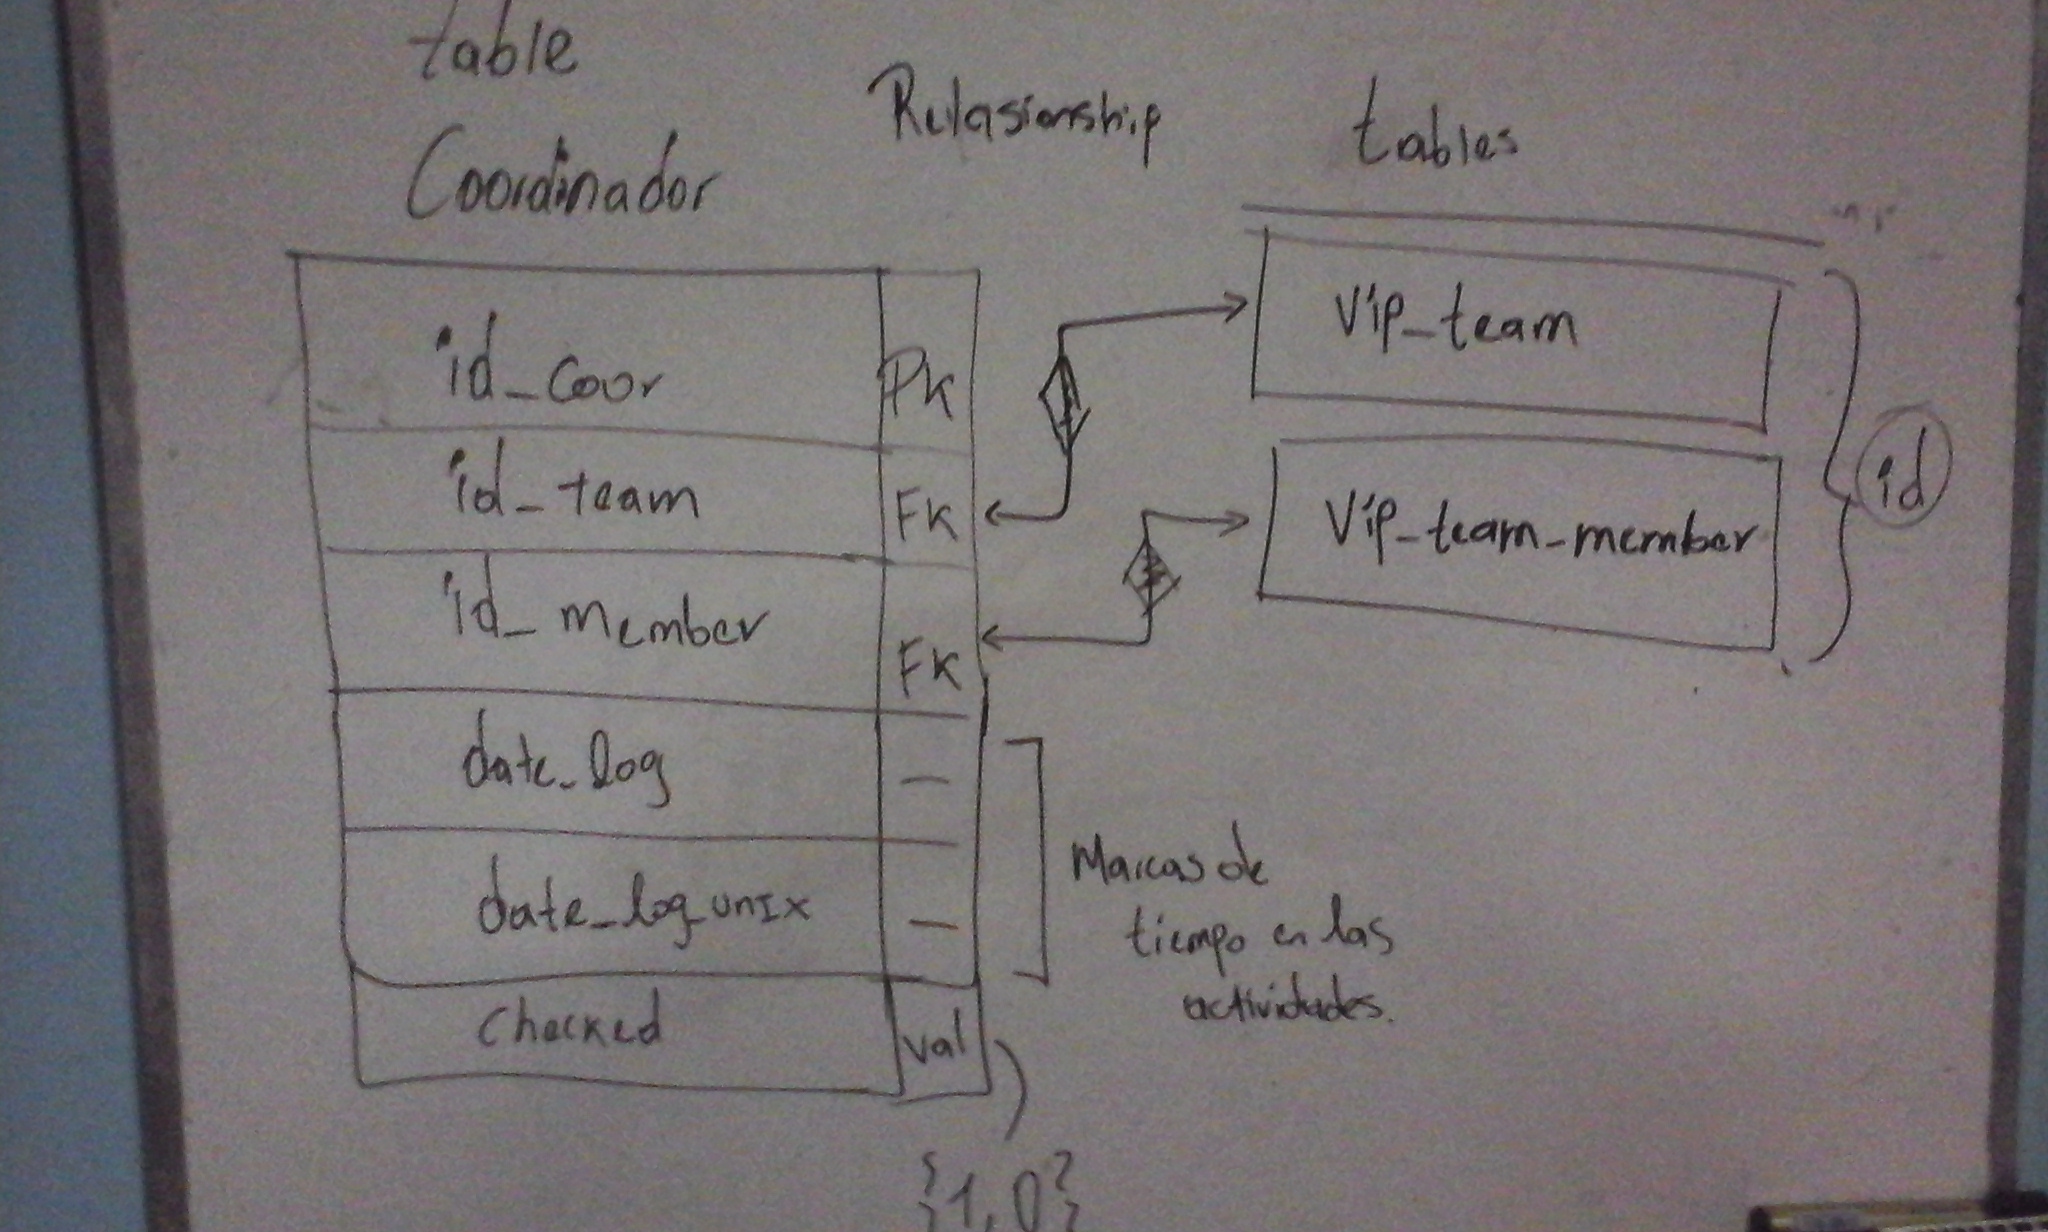 table
Coordinador
Relasionship
tables
id_coor
PK
id_team
FK
id_member
FK
date_log
—
date_log_unix
—
checked
val
{1,0}
Vip_team
Vip_team_member
id
Marcas de
tiempo en las
actividades.